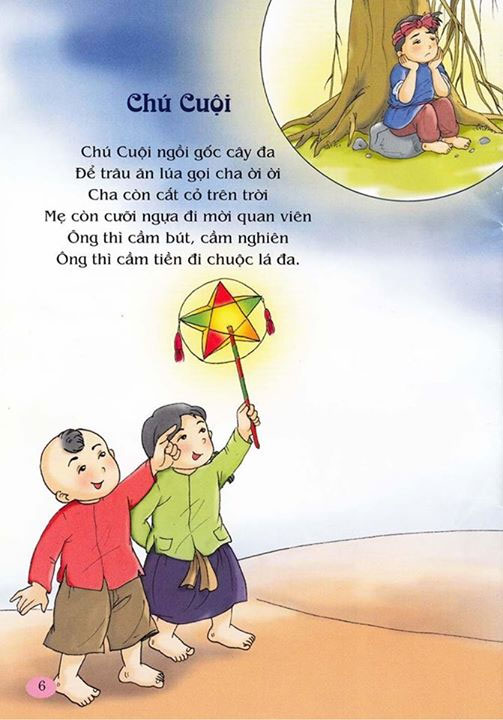 Chú Cuội
Chú Cuội ngồi gốc cây đa
Để trâu ăn lúa gọi cha ời ời
Cha còn cắt cỏ trên trời
Mẹ còn cưỡi ngựa đi mời quan viên
Ông thì cầm bút, cầm nghiên
Ông thì cầm tiền đi chuộc lá đa.
6